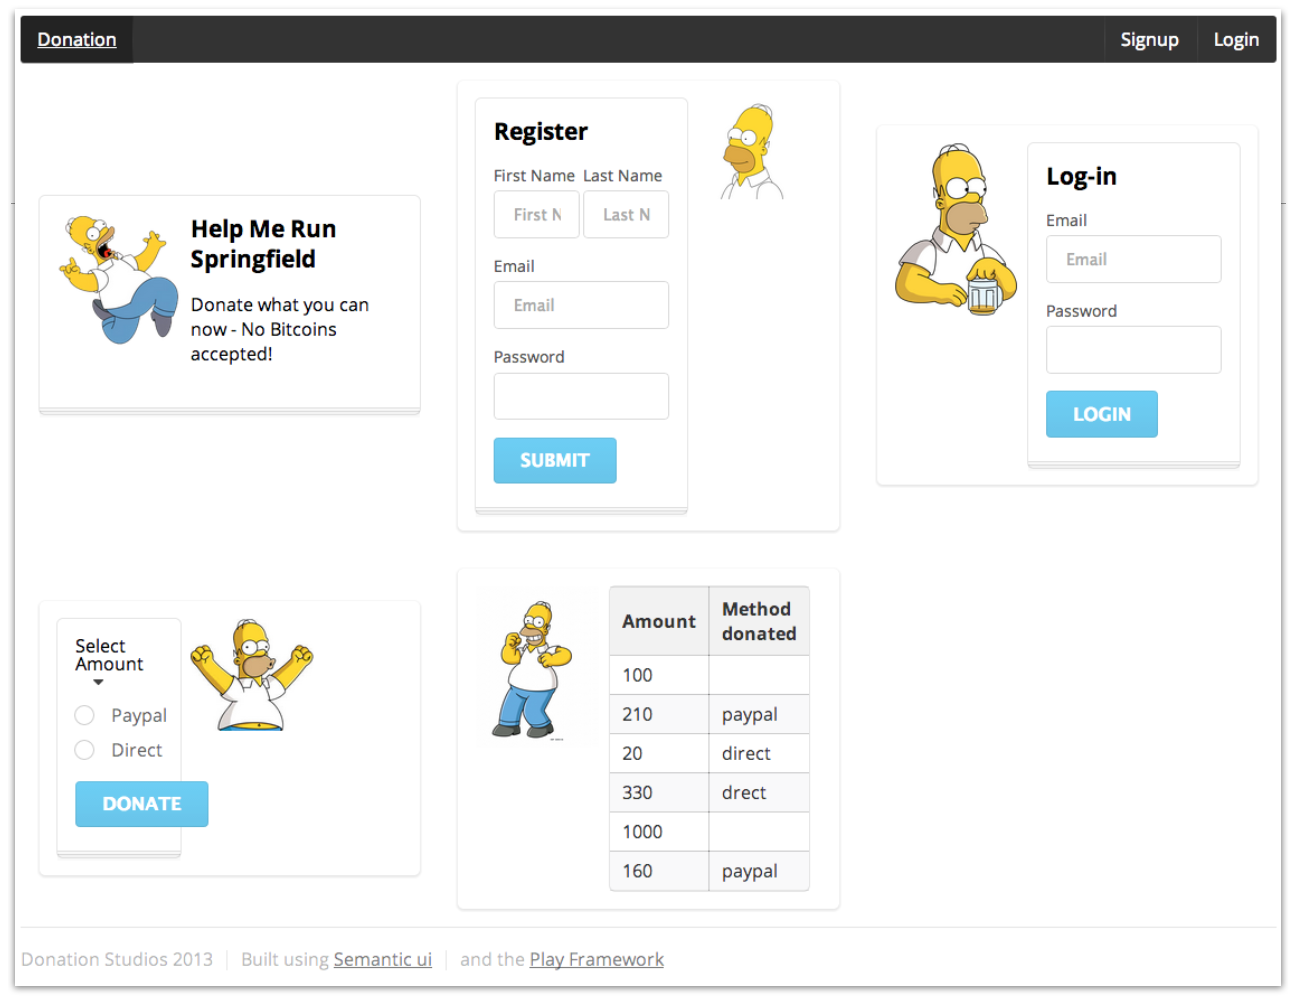 Donation
Signup
Login
Help Me Run
Springfield
Donate what you can
now - No Bitcoins
accepted!
Register
First Name Last Name
First N Last N
Email
Email
Password
SUBMIT
Log-in
Email
Email
Password
LOGIN
Select
Amount
Paypal
Direct
DONATE
Amount Method
donated
100
210 paypal
20 direct
330 drect
1000
160 paypal
Donation Studios 2013 Built using Semantic ui and the Play Framework